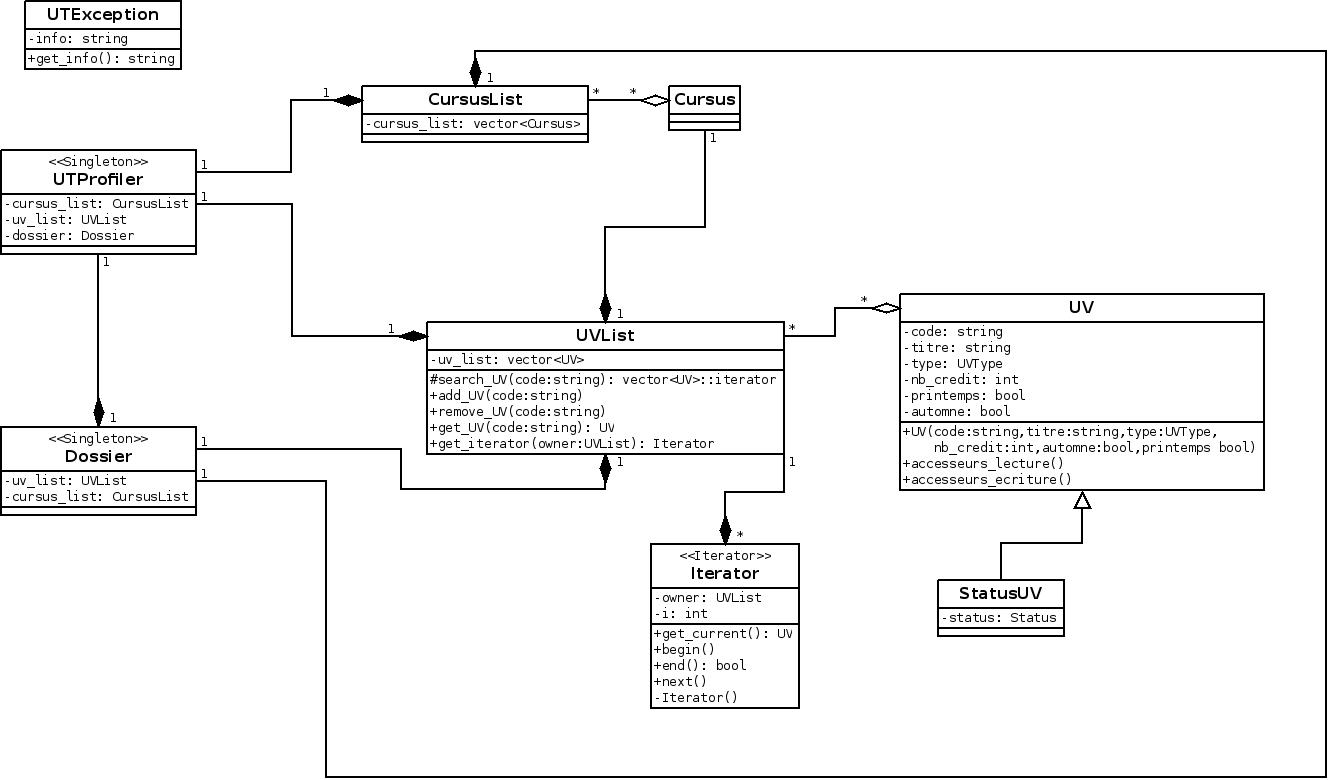 UTException
-info: string
+get_info(): string
1
1
* *
CursusList
-cursus_list: vector<Cursus>
Cursus
1
<<Singleton>>
UTProfiler
-cursus_list: CursusList
-uv_list: UVList
-dossier: Dossier
1
1
1
1
1
UVList
-uv_list: vector<UV>
#search_UV(code:string): vector<UV>::iterator
+add_UV(code:string)
+remove_UV(code:string)
+get_UV(code:string): UV
+get_iterator(owner:UVList): Iterator
*
*
1
1
UV
-code: string
-titre: string
-type: UVType
-nb_credit: int
-printemps: bool
-automne: bool
+UV(code:string,titre:string,type:UVType,
nb_credit:int,automne:bool,printemps bool)
+accesseurs_lecture()
+accesseurs_ecriture()
1
<<Singleton>>
Dossier
-uv_list: UVList
-cursus_list: CursusList
1
1
*
<<Iterator>>
Iterator
-owner: UVList
-i: int
+get_current(): UV
+begin()
+end(): bool
+next()
-Iterator()
StatusUV
-status: Status